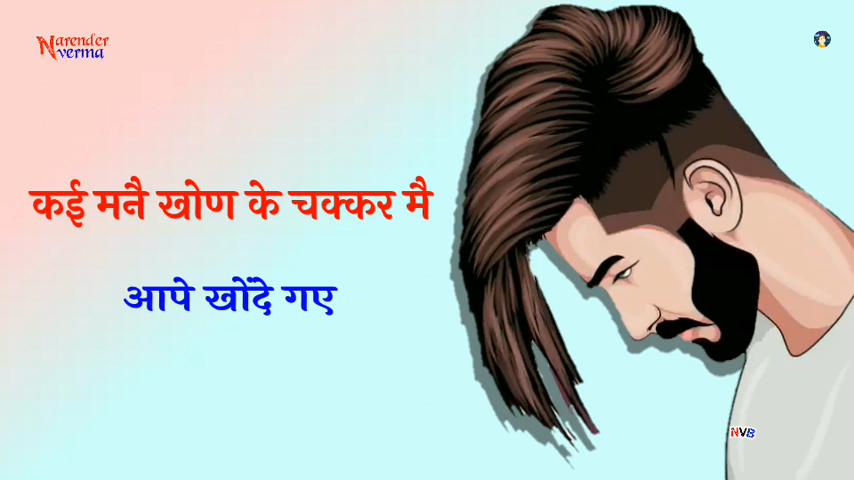 Narender
verma
कई मनै खोण के चक्कर मै
आपे खोंदे गए
NVB